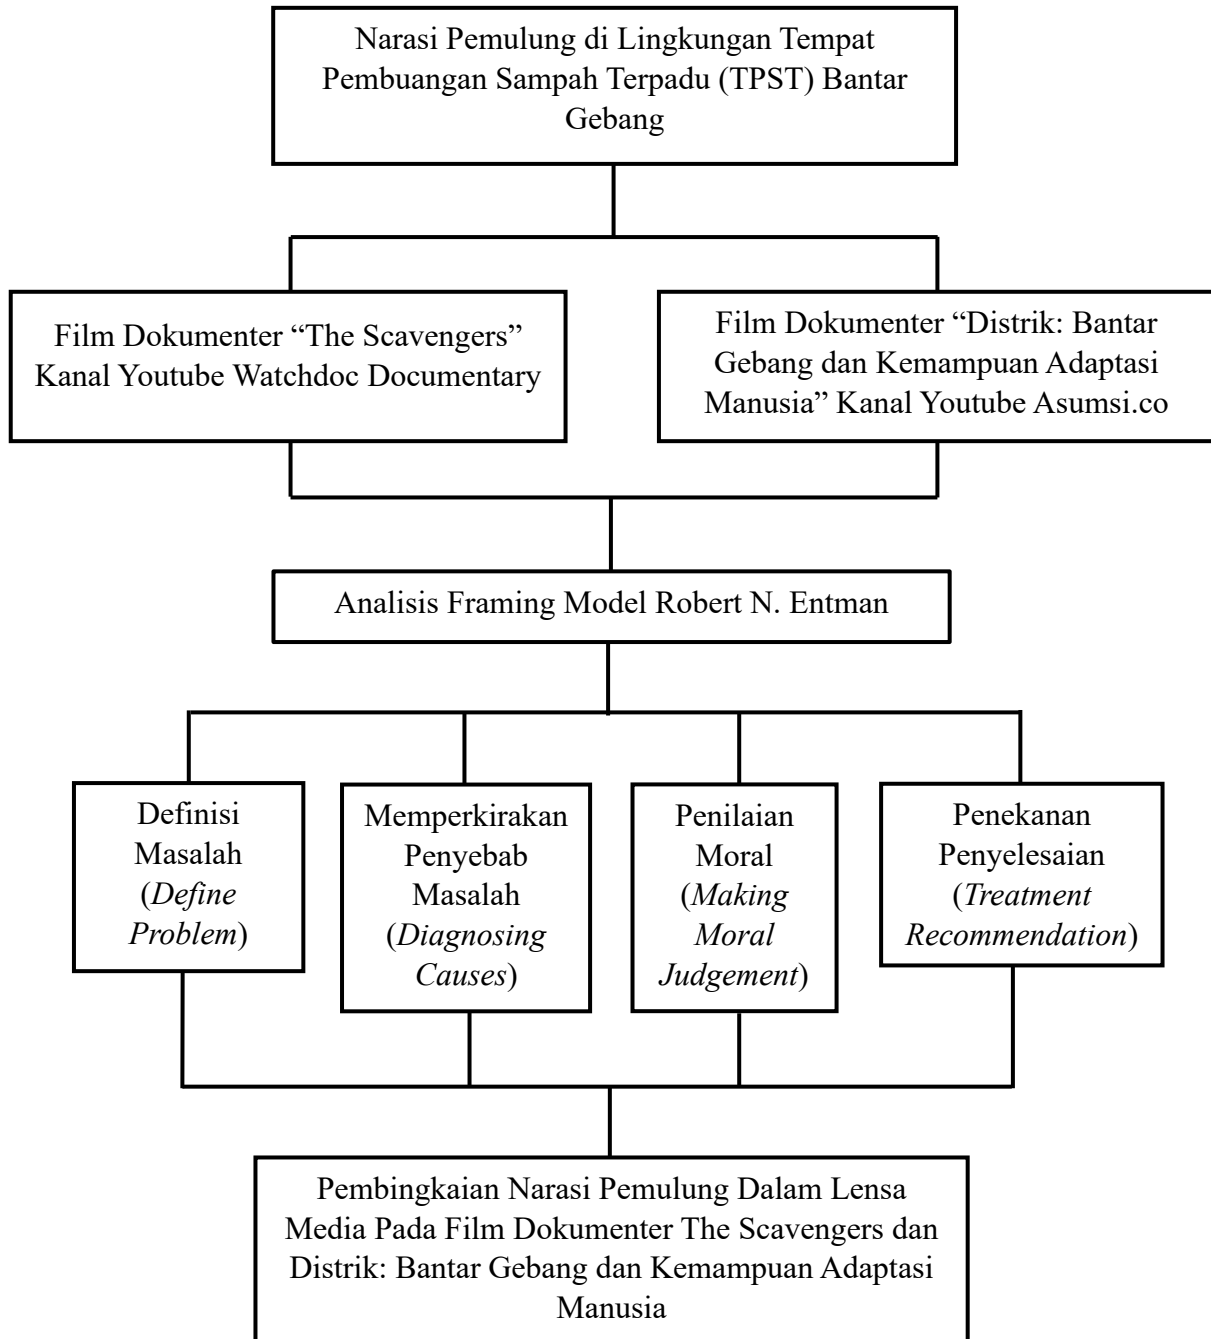 Narasi Pemulung di Lingkungan Tempat
Pembuangan Sampah Terpadu (TPST) Bantar
Gebang
Film Dokumenter “The Scavengers”
Kanal Youtube Watchdoc Documentary
Film Dokumenter “Distrik: Bantar
Gebang dan Kemampuan Adaptasi
Manusia” Kanal Youtube Asumsi.co
Analisis Framing Model Robert N. Entman
Definisi
Masalah
(Define
Problem)
Memperkirakan
Penyebab
Masalah
(Diagnosing
Causes)
Penilaian
Moral
(Making
Moral
Judgement)
Penekanan
Penyelesaian
(Treatment
Recommendation)
Pembingkaian Narasi Pemulung Dalam Lensa
Media Pada Film Dokumenter The Scavengers dan
Distrik: Bantar Gebang dan Kemampuan Adaptasi
Manusia